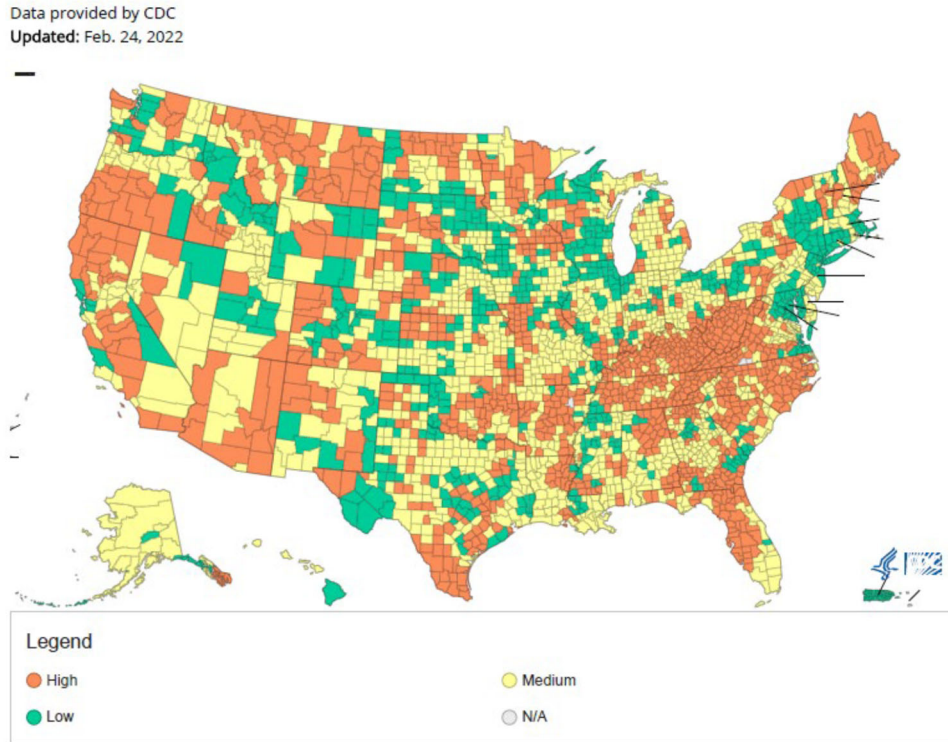 Data provided by CDC
Updated: Feb. 24, 2022
Legend
High
Medium
Low
N/A